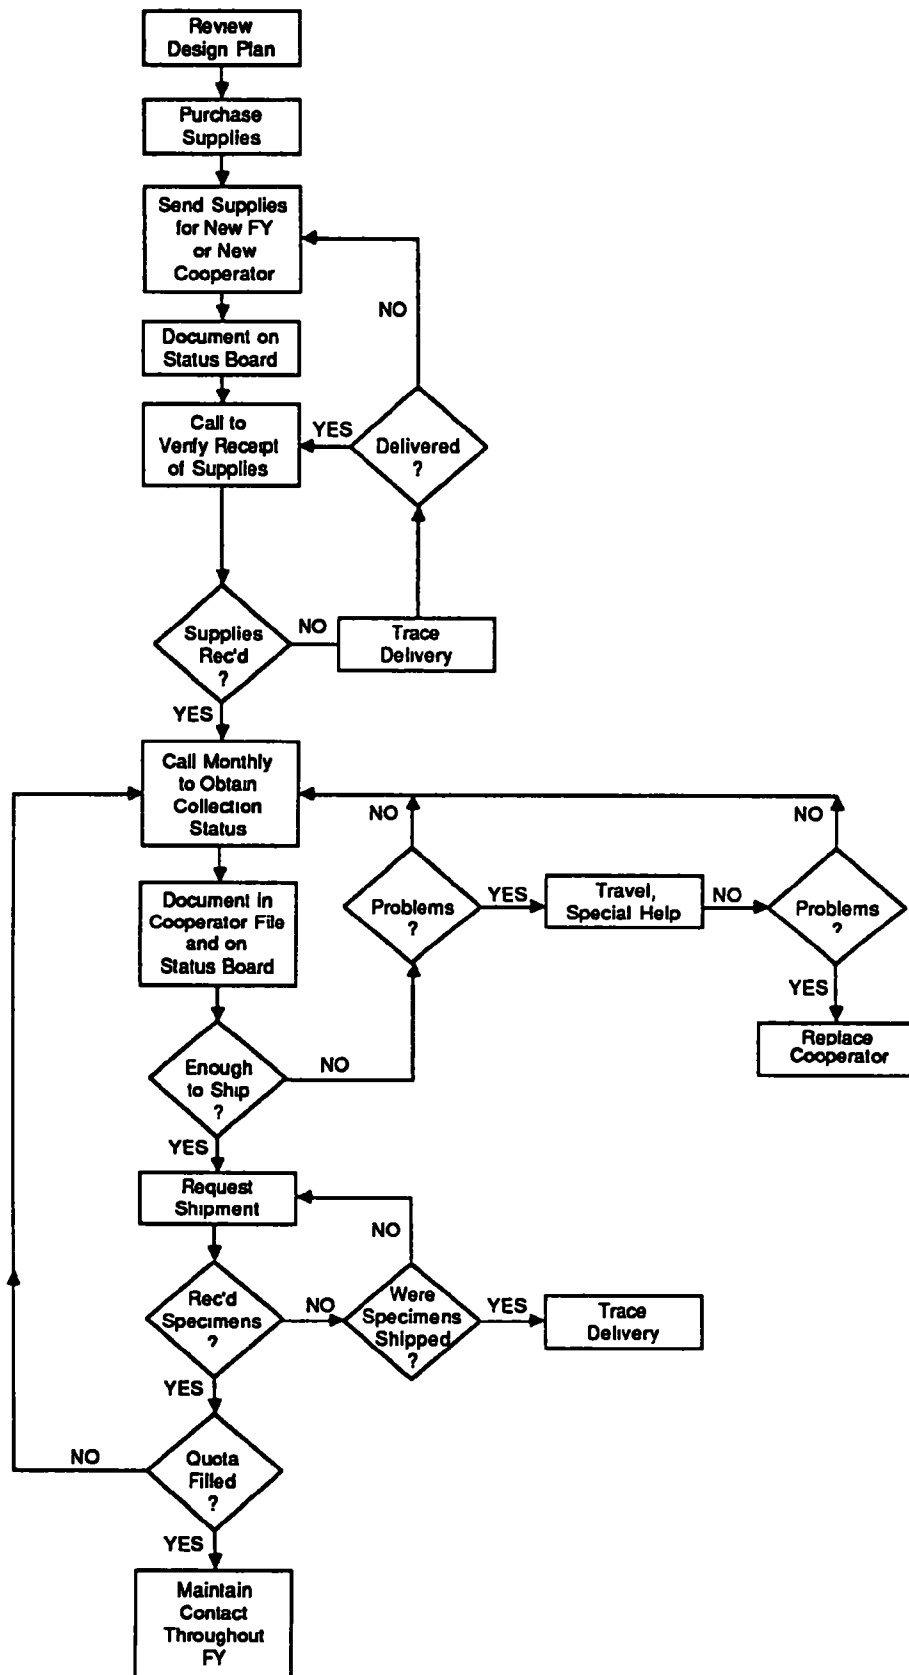 Review
Design Plan
Purchase
Supplies
Send Supplies
for New FY
or New
Cooperator
NO
Document on
Status Board
Call to
Verify Receipt
of Supplies
YES
Delivered
?
Supplies
Rec'd
?
NO
Trace
Delivery
YES
Call Monthly
to Obtain
Collection
Status
NO
NO
Document in
Cooperator File
and on
Status Board
Problems
?
YES
Travel,
Special Help
NO
Problems
?
YES
Replace
Cooperator
Enough
to Ship
?
NO
YES
Request
Shipment
NO
Rec'd
Specimens
?
NO
Were
Specimens
Shipped
?
YES
Trace
Delivery
YES
NO
Quota
Filled
?
YES
Maintain
Contact
Throughout
FY